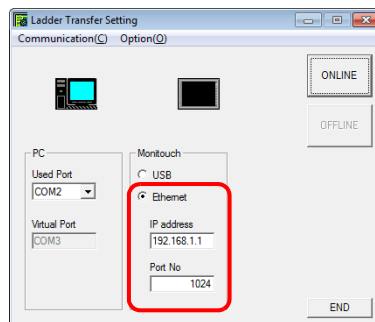 Ladder Transfer Setting
Communication(C) Option(O)
ONLINE
OFFLINE
PC
Used Port
COM2
Virtual Port
COM3
Monitouch
USB
Ethernet
IP address
192.168.1.1
Port No
1024
END